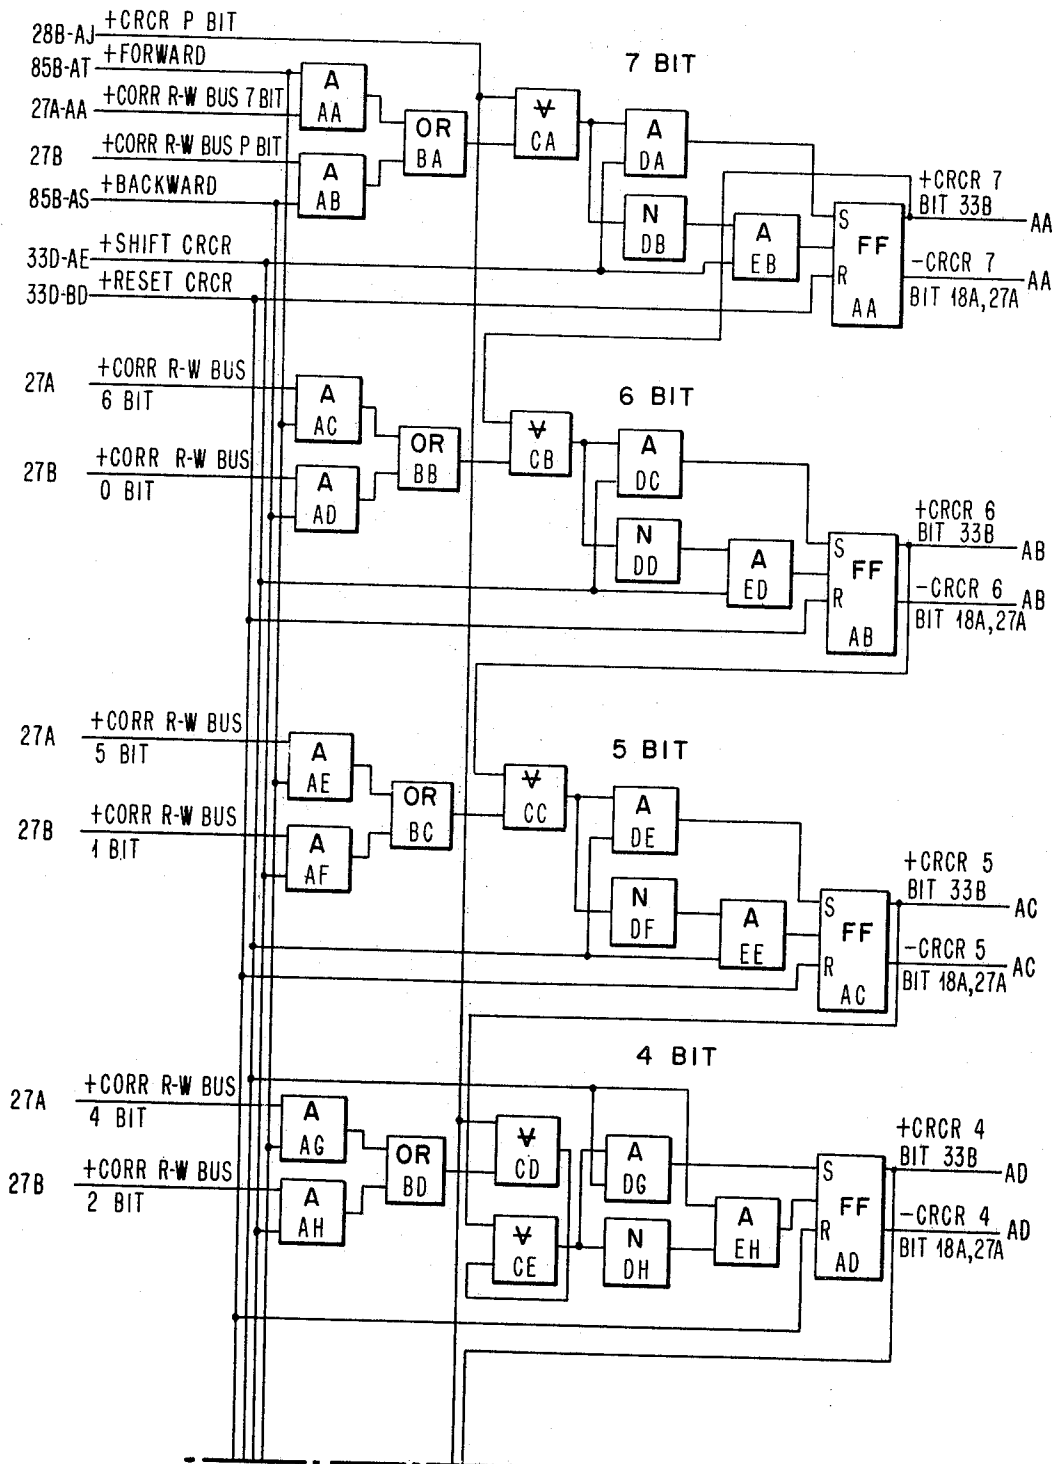 28B-AJ +CRCR P BIT
85B-AT +FORWARD
27A-AA +CORR R-W BUS 7 BIT
27B +CORR R-W BUS P BIT
85B-AS +BACKWARD
33D-AE +SHIFT CRCR
33D-BD +RESET CRCR
A
AA
A
AB
OR
BA
7 BIT
⊻
CA
A
DA
N
DB
A
EB
S
FF
R
AA
+CRCR 7
BIT 33B
AA
-CRCR 7
BIT 18A,27A
AA
27A +CORR R-W BUS
6 BIT
27B +CORR R-W BUS
0 BIT
A
AC
A
AD
OR
BB
6 BIT
⊻
CB
A
DC
N
DD
A
ED
S
FF
R
AB
+CRCR 6
BIT 33B
AB
-CRCR 6
BIT 18A,27A
AB
27A +CORR R-W BUS
5 BIT
27B +CORR R-W BUS
1 BIT
A
AE
A
AF
OR
BC
5 BIT
⊻
CC
A
DE
N
DF
A
EE
S
FF
R
AC
+CRCR 5
BIT 33B
AC
-CRCR 5
BIT 18A,27A
AC
27A +CORR R-W BUS
4 BIT
27B +CORR R-W BUS
2 BIT
A
AG
A
AH
OR
BD
4 BIT
⊻
CD
⊻
CE
A
DG
N
DH
A
EH
S
FF
R
AD
+CRCR 4
BIT 33B
AD
-CRCR 4
BIT 18A,27A
AD